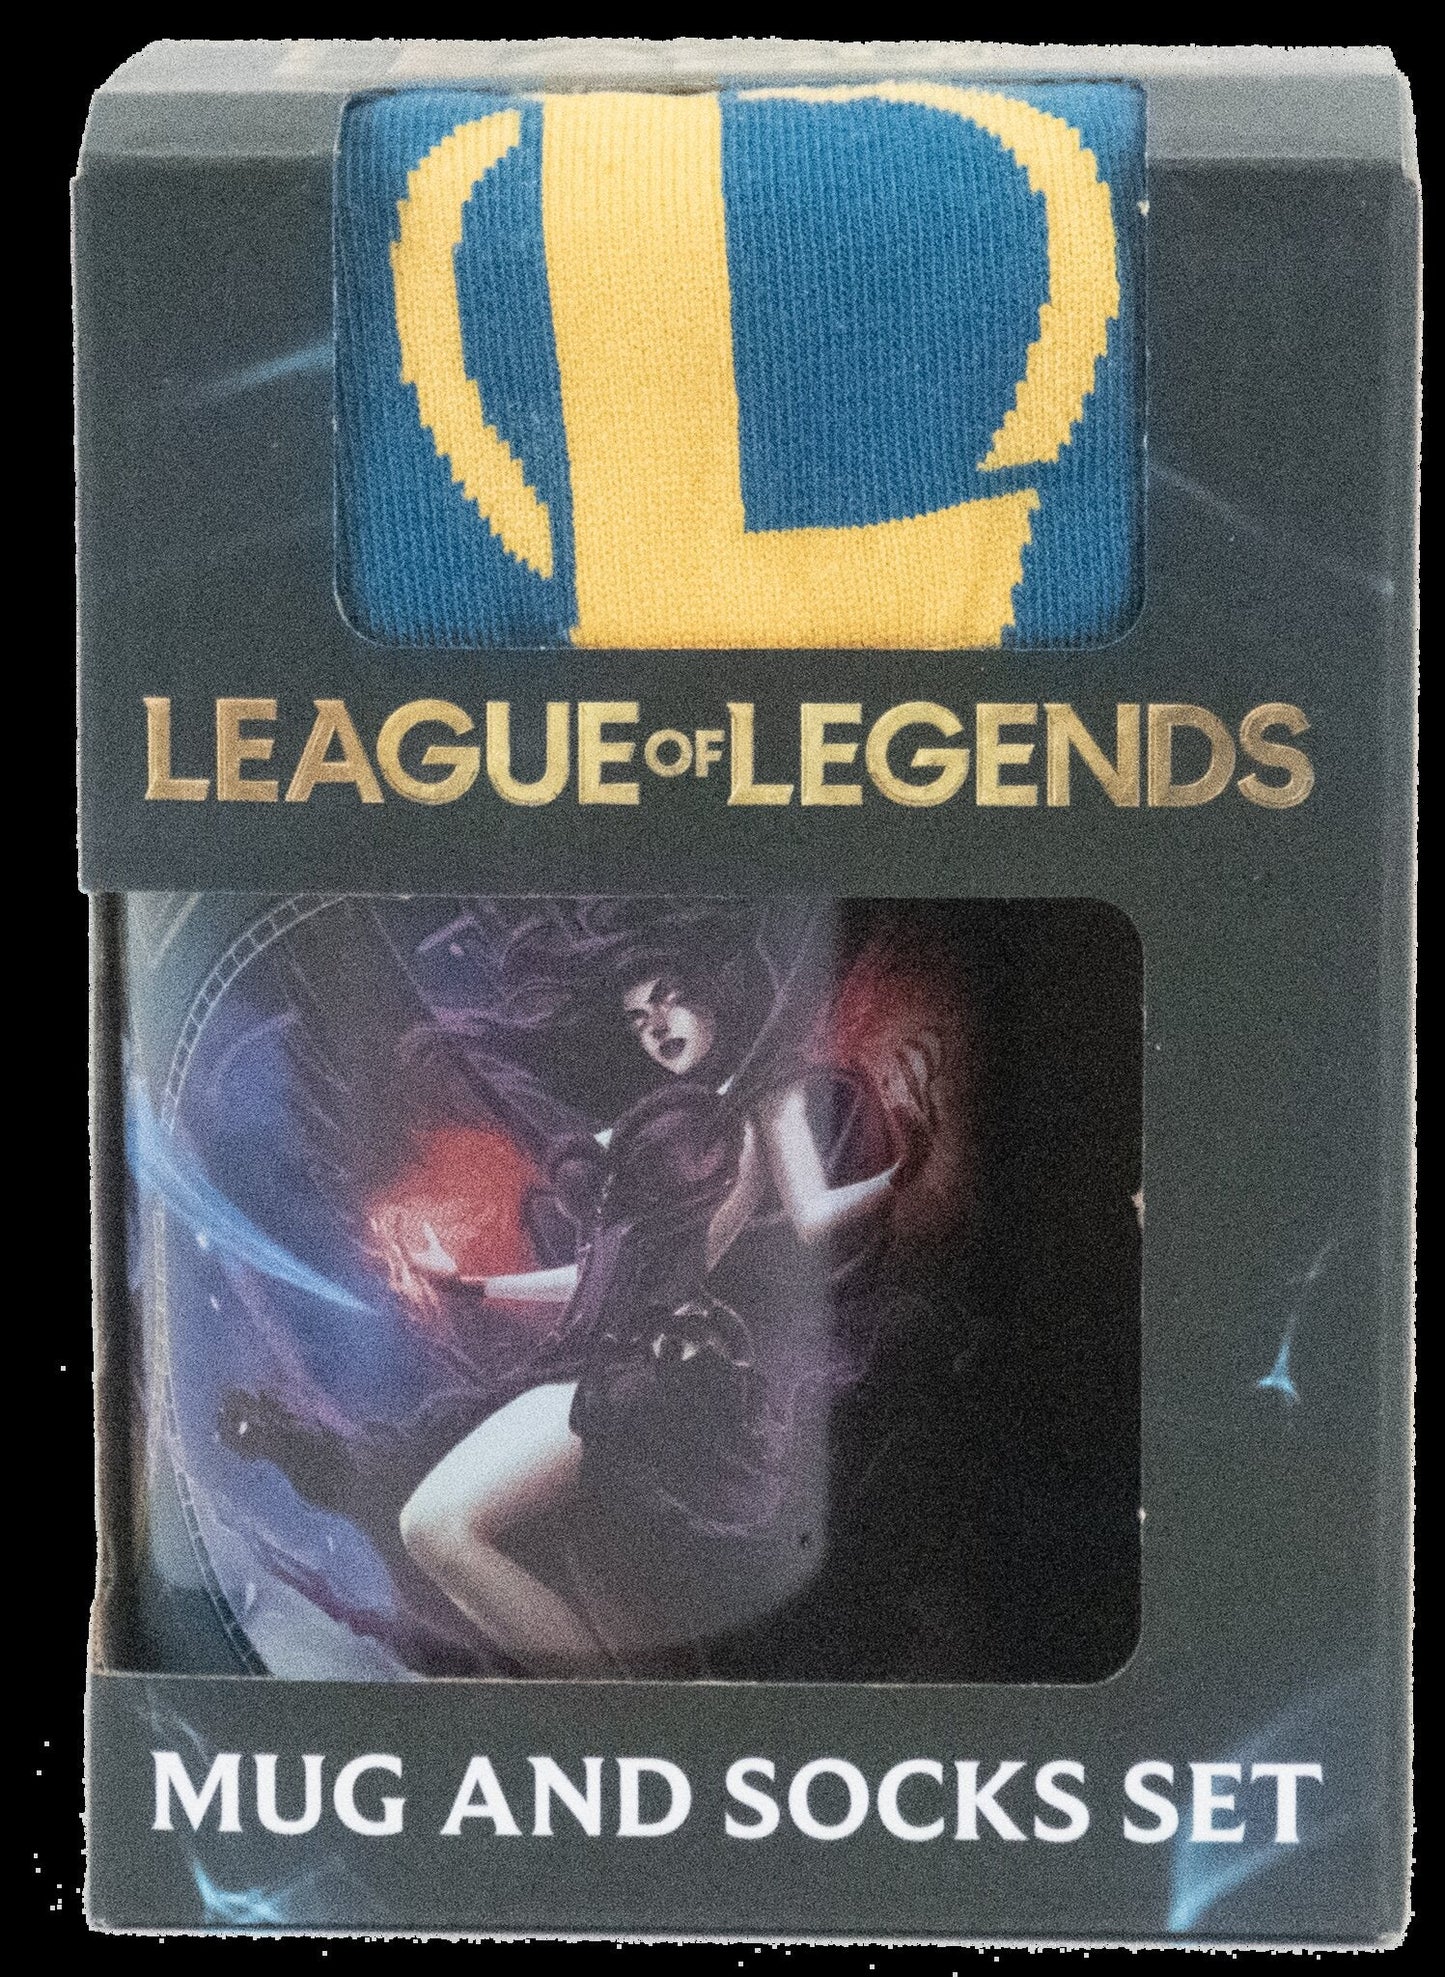 L
LEAGUE OF LEGENDS
MUG AND SOCKS SET